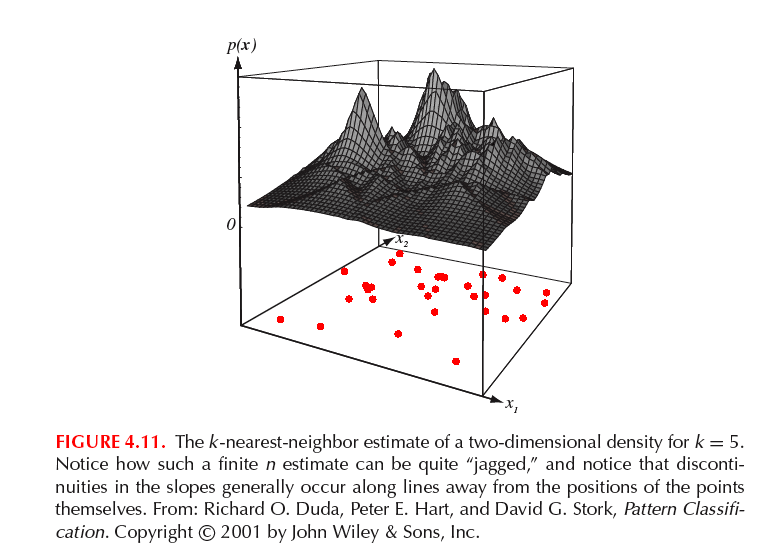 p(x)
0
x2
x1
FIGURE 4.11. The k-nearest-neighbor estimate of a two-dimensional density for k = 5.
Notice how such a finite n estimate can be quite “jagged,” and notice that disconti-
nuities in the slopes generally occur along lines away from the positions of the points
themselves. From: Richard O. Duda, Peter E. Hart, and David G. Stork, Pattern Classifi-
cation. Copyright © 2001 by John Wiley & Sons, Inc.